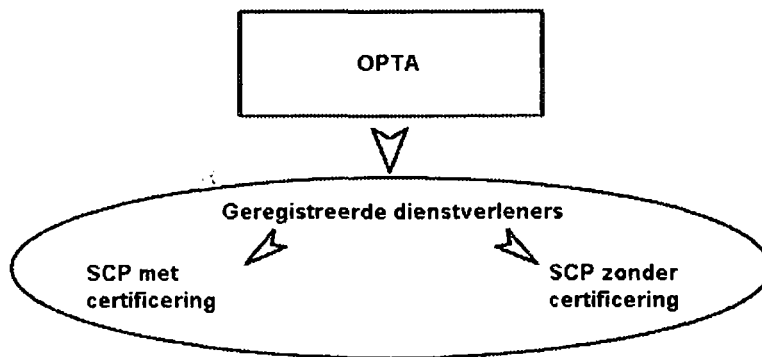 OPTA
Geregistreerde dienstverleners
SCP met
certificering
SCP zonder
certificering